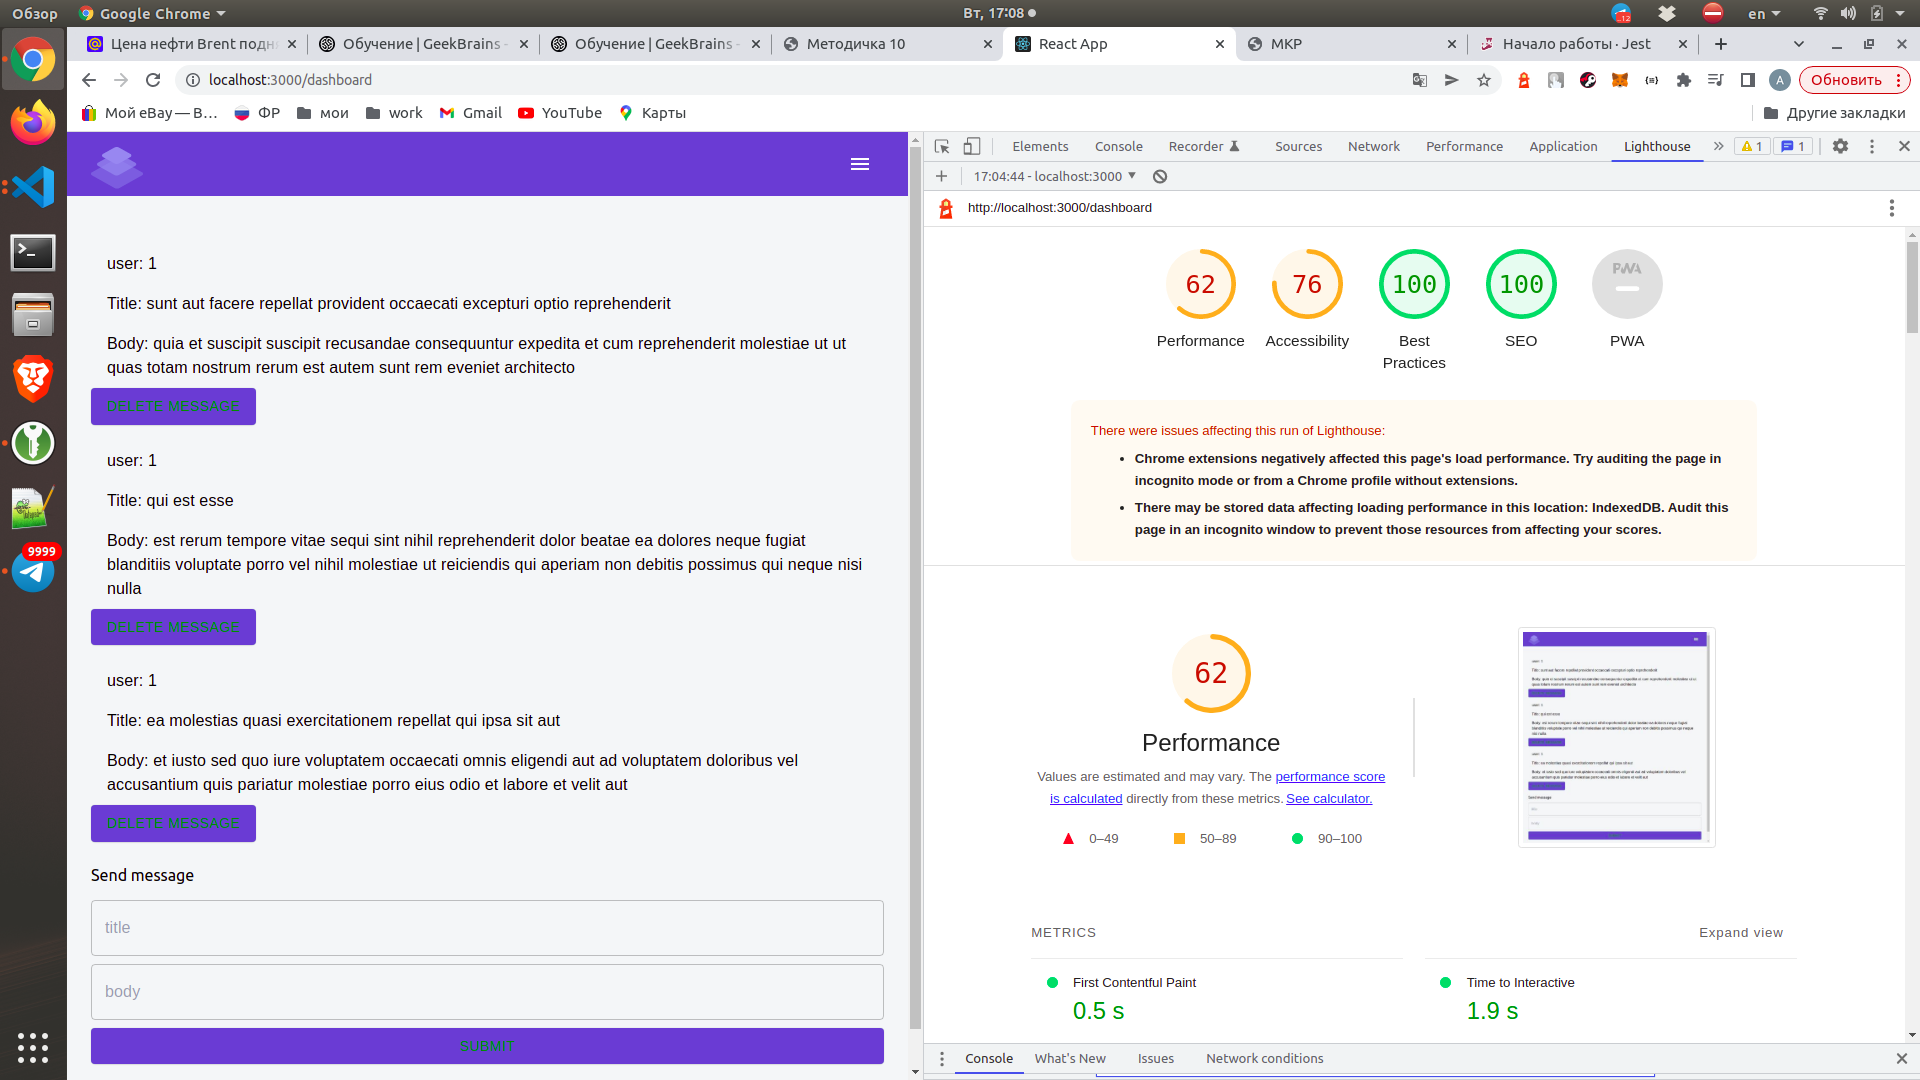 Обзор
Google Chrome
Вт, 17:08
12
en
Цена нефти Brent подн
Обучение | GeekBrains -
Обучение | GeekBrains -
Методичка 10
React App
MKP
Начало работы · Jest
localhost:3000/dashboard
A
Обновить
Мой eBay — В...
ФР
мои
work
Gmail
YouTube
Карты
Другие закладки
9999
user: 1
Title: sunt aut facere repellat provident occaecati excepturi optio reprehenderit
Body: quia et suscipit suscipit recusandae consequuntur expedita et cum reprehenderit molestiae ut ut
quas totam nostrum rerum est autem sunt rem eveniet architecto
DELETE MESSAGE
user: 1
Title: qui est esse
Body: est rerum tempore vitae sequi sint nihil reprehenderit dolor beatae ea dolores neque fugiat
blanditiis voluptate porro vel nihil molestiae ut reiciendis qui aperiam non debitis possimus qui neque nisi
nulla
DELETE MESSAGE
user: 1
Title: ea molestias quasi exercitationem repellat qui ipsa sit aut
Body: et iusto sed quo iure voluptatem occaecati omnis eligendi aut ad voluptatem doloribus vel
accusantium quis pariatur molestiae porro eius odio et labore et velit aut
DELETE MESSAGE
Send message
title
body
SUBMIT
Elements
Console
Recorder
Sources
Network
Performance
Application
Lighthouse
1
1
17:04:44 - localhost:3000
http://localhost:3000/dashboard
62
76
100
100
PWA
Performance
Accessibility
Best
Practices
SEO
PWA
There were issues affecting this run of Lighthouse:
• Chrome extensions negatively affected this page's load performance. Try auditing the page in
incognito mode or from a Chrome profile without extensions.
• There may be stored data affecting loading performance in this location: IndexedDB. Audit this
page in an incognito window to prevent those resources from affecting your scores.
62
Performance
Values are estimated and may vary. The performance score
is calculated directly from these metrics. See calculator.
0–49
50–89
90–100
METRICS
Expand view
First Contentful Paint
0.5 s
Time to Interactive
1.9 s
Console
What's New
Issues
Network conditions